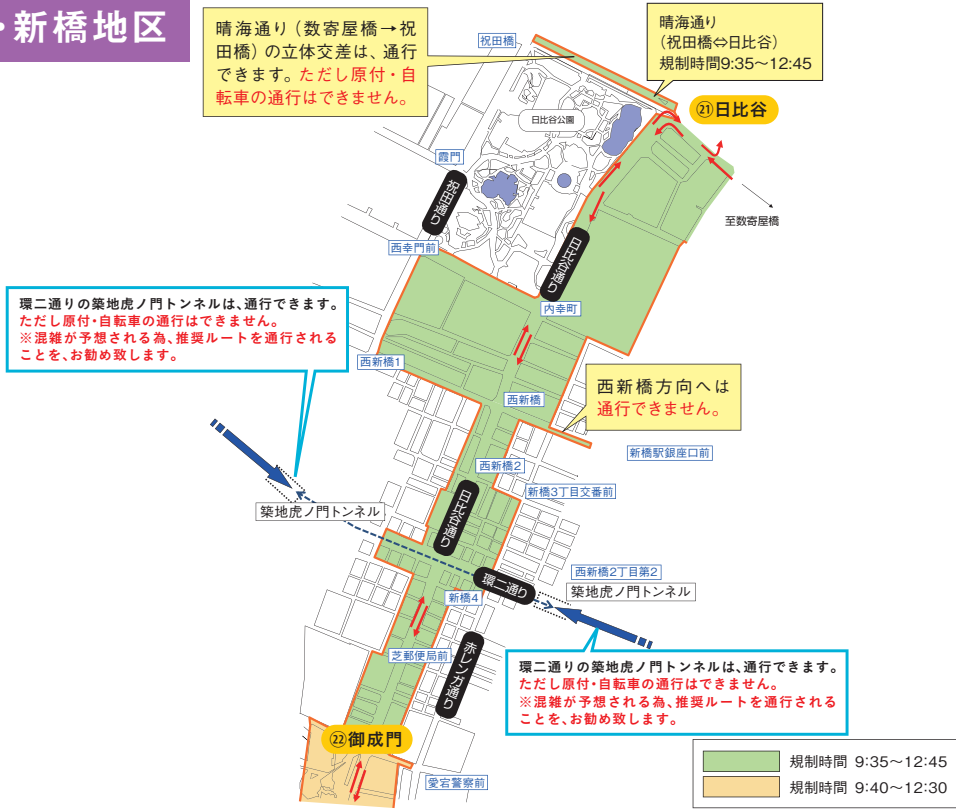 ・新橋地区
晴海通り（数寄屋橋→祝
田橋）の立体交差は、通行
できます。ただし原付・自
転車の通行はできません。
祝田橋
晴海通り
（祝田橋⇔日比谷）
規制時間9:35〜12:45
㉑日比谷
日比谷公園
霞門
祝田通り
至数寄屋橋
西幸門前
日比谷通り
内幸町
環二通りの築地虎ノ門トンネルは、通行できます。
ただし原付・自転車の通行はできません。
※混雑が予想される為、推奨ルートを通行される
ことを、お勧め致します。
西新橋1
西新橋
西新橋方向へは
通行できません。
新橋駅銀座口前
西新橋2
新橋3丁目交番前
築地虎ノ門トンネル
日比谷通り
環二通り
西新橋2丁目第2
築地虎ノ門トンネル
新橋4
芝郵便局前
赤レンガ通り
環二通りの築地虎ノ門トンネルは、通行できます。
ただし原付・自転車の通行はできません。
※混雑が予想される為、推奨ルートを通行される
ことを、お勧め致します。
㉒御成門
愛宕警察前
規制時間 9:35〜12:45
規制時間 9:40〜12:30